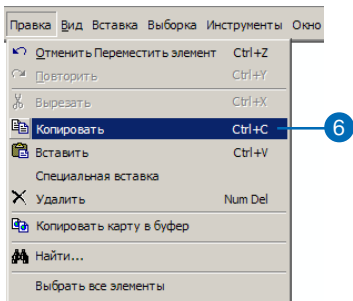 Правка Вид Вставка Выборка Инструменты Окно
Отменить Переместить элемент Ctrl+Z
Повторить Ctrl+Y
Вырезать Ctrl+X
Копировать Ctrl+C 6
Вставить Ctrl+V
Специальная вставка
Удалить Num Del
Копировать карту в буфер
Найти...
Выбрать все элементы